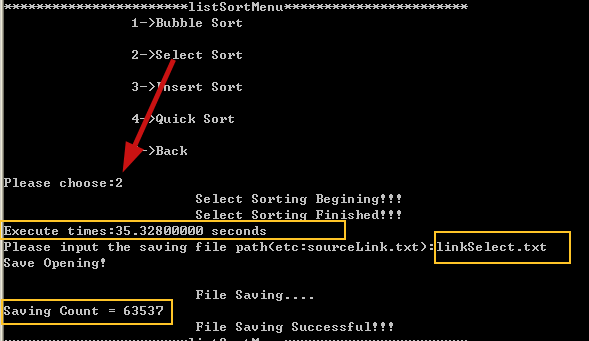 ***********************listSortMenu***********************
1->Bubble Sort
2->Select Sort
3->Insert Sort
4->Quick Sort
->Back
Please choose:2
Select Sorting Begining!!!
Select Sorting Finished!!!
Execute times:35.32800000 seconds
Please input the saving file path(etc:sourceLink.txt):linkSelect.txt
Save Opening!
File Saving....
Saving Count = 63537
File Saving Successful!!!